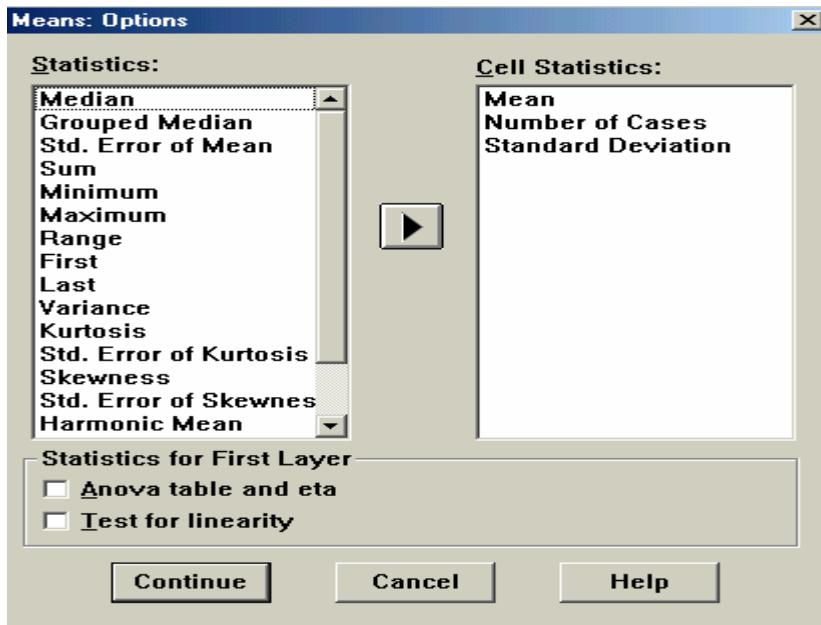 Means: Options
Statistics:
Median
Grouped Median
Std. Error of Mean
Sum
Minimum
Maximum
Range
First
Last
Variance
Kurtosis
Std. Error of Kurtosis
Skewness
Std. Error of Skewnes
Harmonic Mean
Cell Statistics:
Mean
Number of Cases
Standard Deviation
Statistics for First Layer
Anova table and eta
Test for linearity
Continue
Cancel
Help